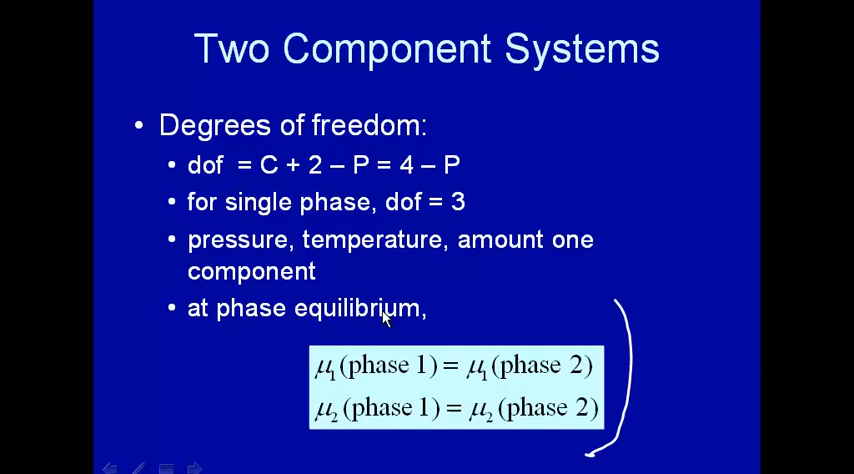 Two Component Systems
• Degrees of freedom:
• dof = C + 2 – P = 4 – P
• for single phase, dof = 3
• pressure, temperature, amount one
component
• at phase equilibrium,
μ₁(phase 1) = μ₁(phase 2)
μ₂(phase 1) = μ₂(phase 2)